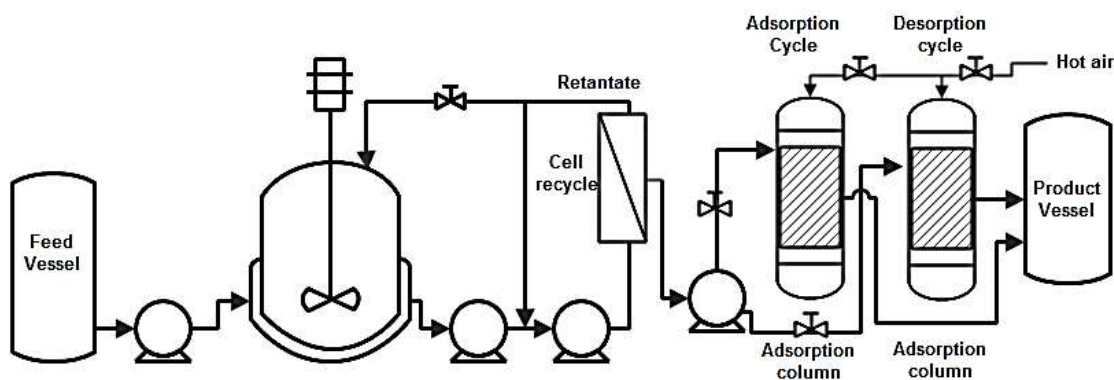 Adsorption
Cycle
Desorption
cycle
Hot air
Retantate
Cell
recycle
Feed
Vessel
Product
Vessel
Adsorption
column
Adsorption
column